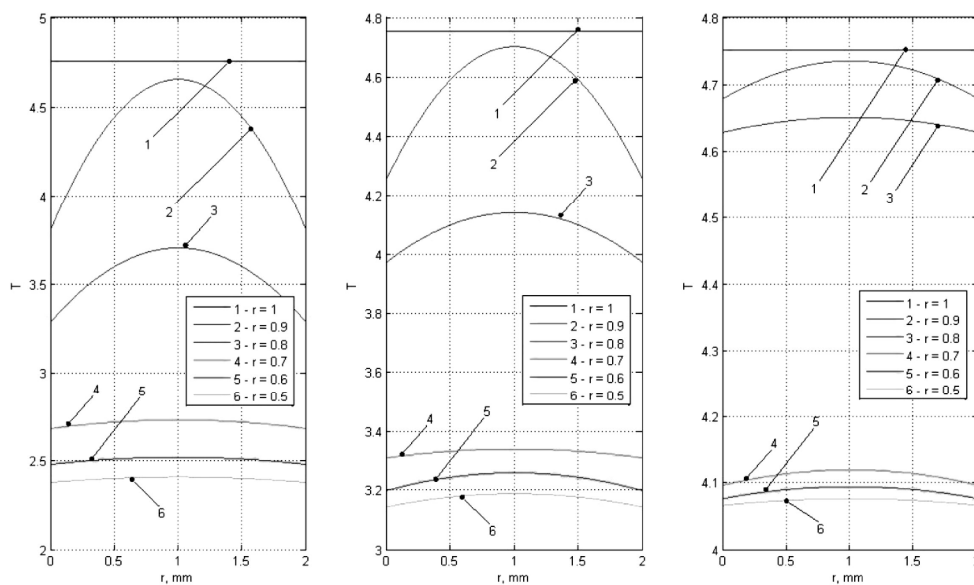 5
4.5
4
3.5
3
2.5
2
0
0.5
1
1.5
2
T
r, mm
1
2
3
4
5
6
1 - r = 1
2 - r = 0.9
3 - r = 0.8
4 - r = 0.7
5 - r = 0.6
6 - r = 0.5
4.8
4.6
4.4
4.2
4
3.8
3.6
3.4
3.2
3
0
0.5
1
1.5
2
T
r, mm
1
2
3
4
5
6
1 - r = 1
2 - r = 0.9
3 - r = 0.8
4 - r = 0.7
5 - r = 0.6
6 - r = 0.5
4.8
4.7
4.6
4.5
4.4
4.3
4.2
4.1
4
0
0.5
1
1.5
2
T
r, mm
1
2
3
4
5
6
1 - r = 1
2 - r = 0.9
3 - r = 0.8
4 - r = 0.7
5 - r = 0.6
6 - r = 0.5